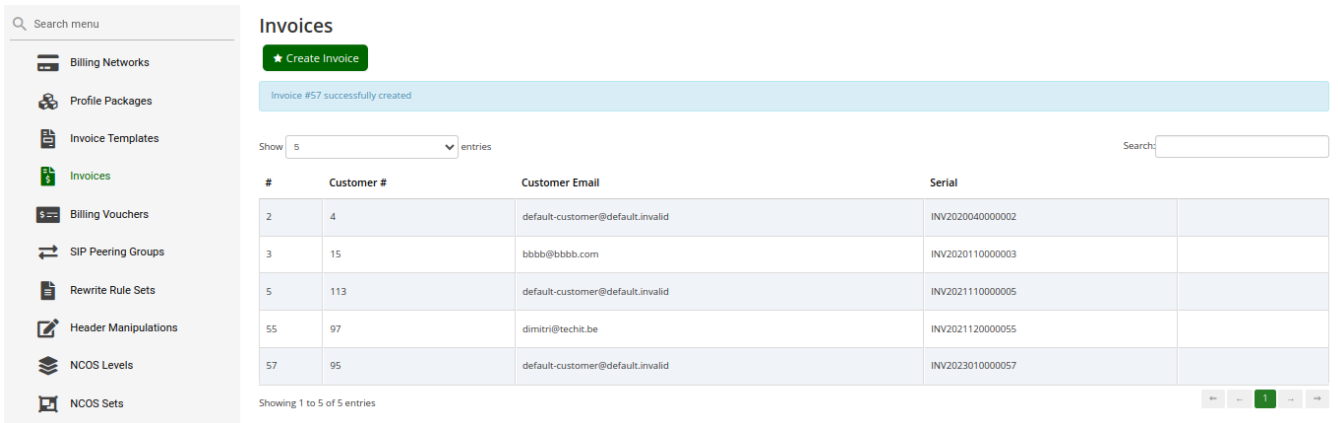 Search menu
Billing Networks
Profile Packages
Invoice Templates
Invoices
Billing Vouchers
SIP Peering Groups
Rewrite Rule Sets
Header Manipulations
NCOS Levels
NCOS Sets
Invoices
Create Invoice
Invoice #57 successfully created
Show 5 entries Search:
# Customer # Customer Email Serial
2 4 default-customer@default.invalid INV2020040000002
3 15 bbbb@bbbb.com INV2020110000003
5 113 default-customer@default.invalid INV2021110000005
55 97 dimitri@techit.be INV2021120000055
57 95 default-customer@default.invalid INV2023010000057
Showing 1 to 5 of 5 entries ⇐ ← 1 → ⇒